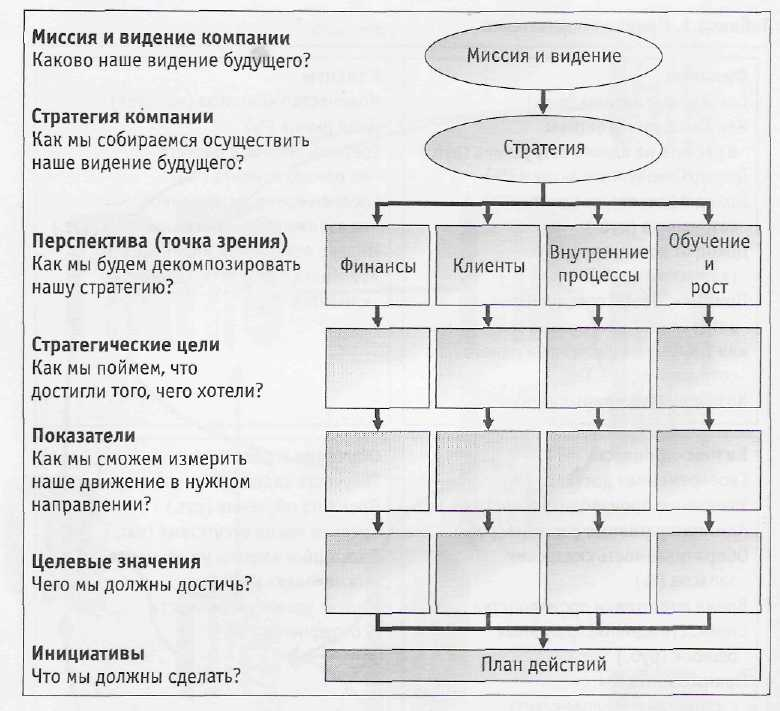 Миссия и видение компании
Каково наше видение будущего?
Миссия и видение
Стратегия компании
Как мы собираемся осуществить
наше видение будущего?
Стратегия
Перспектива (точка зрения)
Как мы будем декомпозировать
нашу стратегию?
Финансы
Клиенты
Внутренние
процессы
Обучение
и
рост
Стратегические цели
Как мы поймем, что
достигли того, чего хотели?
Показатели
Как мы сможем измерить
наше движение в нужном
направлении?
Целевые значения
Чего мы должны достичь?
Инициативы
Что мы должны сделать?
План действий